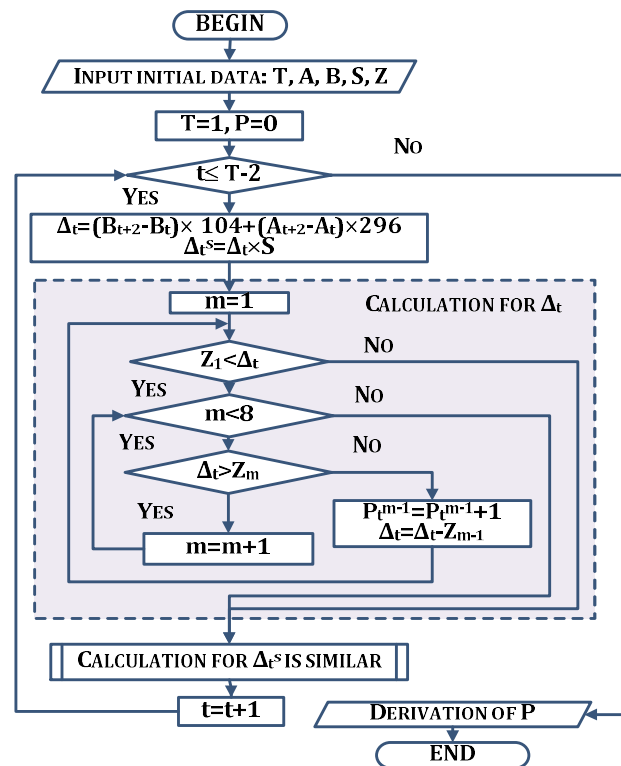 BEGIN
INPUT INITIAL DATA: T, A, B, S, Z
T=1, P=0
NO
t≤ T-2
YES
Δt=(Bt+2-Bt)× 104+(At+2-At)×296
Δtˢ=Δt×S
m=1
CALCULATION FOR Δt
Z1<Δt
NO
YES
m<8
NO
YES
Δt>Zm
NO
YES
Ptᵐ⁻¹=Ptᵐ⁻¹+1
Δt=Δt-Zm-1
m=m+1
CALCULATION FOR Δtˢ IS SIMILAR
t=t+1
DERIVATION OF P
END